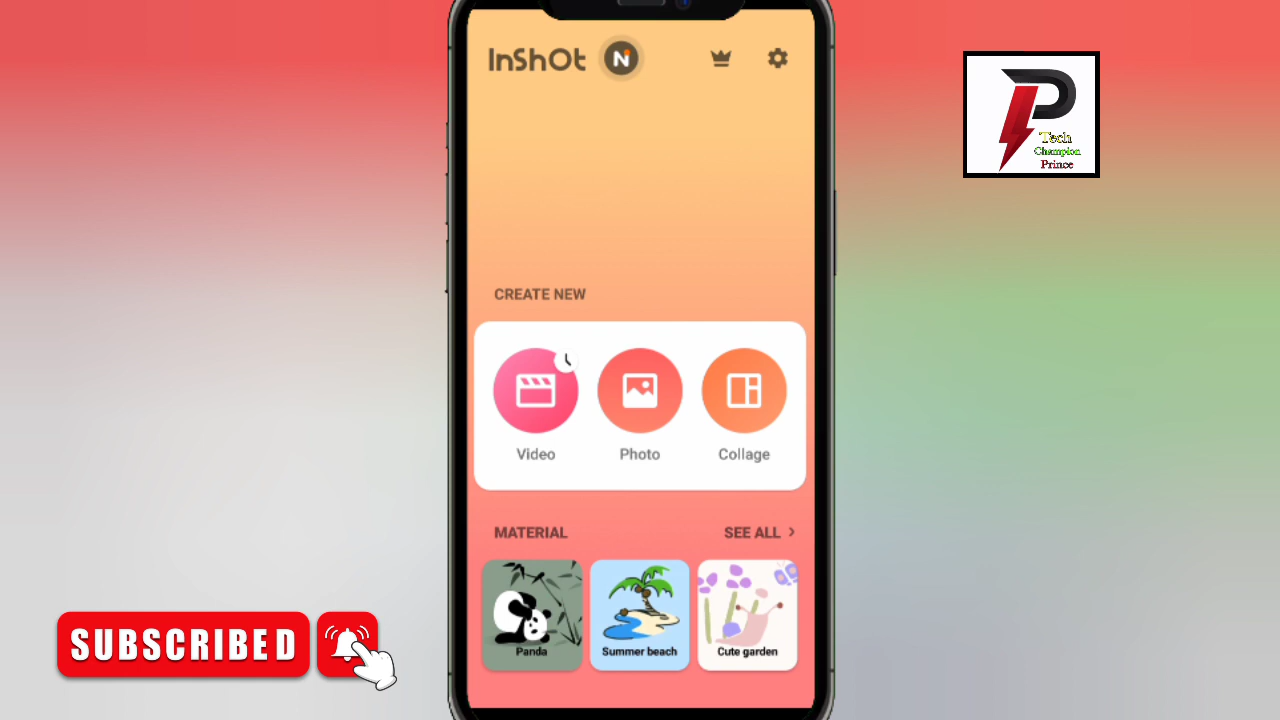 InShOt
N
CREATE NEW
Video
Photo
Collage
MATERIAL
SEE ALL >
Panda
Summer beach
Cute garden
P
Tech
Champion
Prince
SUBSCRIBED